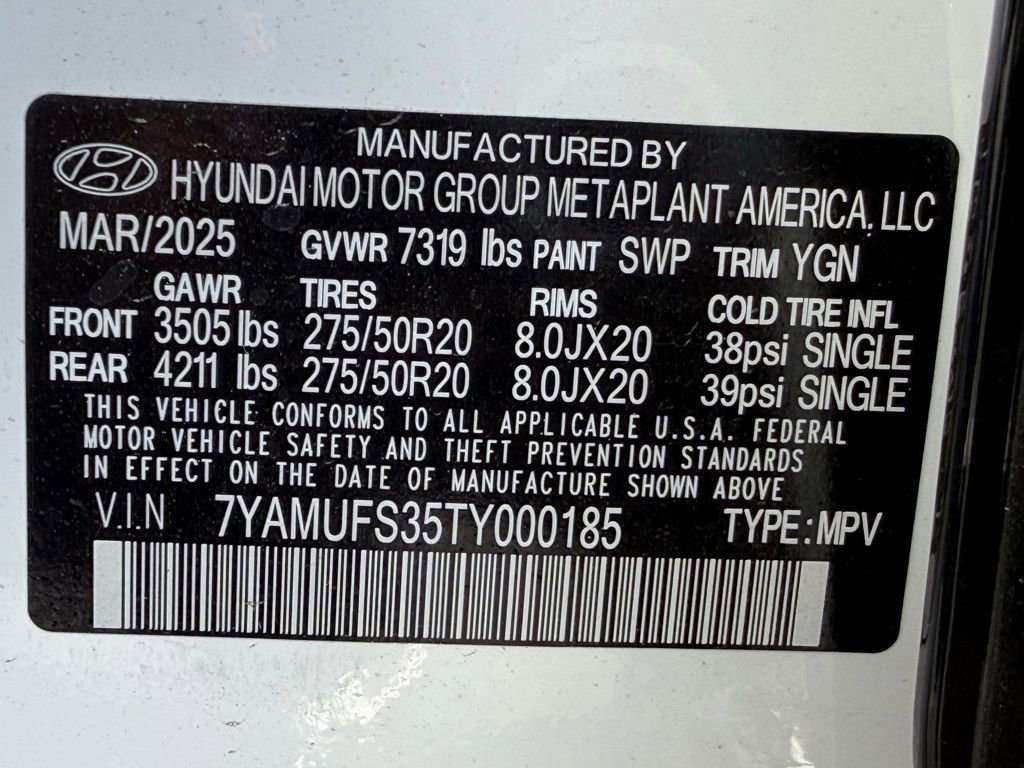 MANUFACTURED BY
HYUNDAI MOTOR GROUP METAPLANT AMERICA, LLC
MAR/2025 GVWR 7319 lbs PAINT SWP TRIM YGN
GAWR TIRES RIMS COLD TIRE INFL
FRONT 3505 lbs 275/50R20 8.0JX20 38psi SINGLE
REAR 4211 lbs 275/50R20 8.0JX20 39psi SINGLE
THIS VEHICLE CONFORMS TO ALL APPLICABLE U.S.A. FEDERAL
MOTOR VEHICLE SAFETY AND THEFT PREVENTION STANDARDS
IN EFFECT ON THE DATE OF MANUFACTURE SHOWN ABOVE
V.I.N 7YAMUFS35TY000185 TYPE:MPV